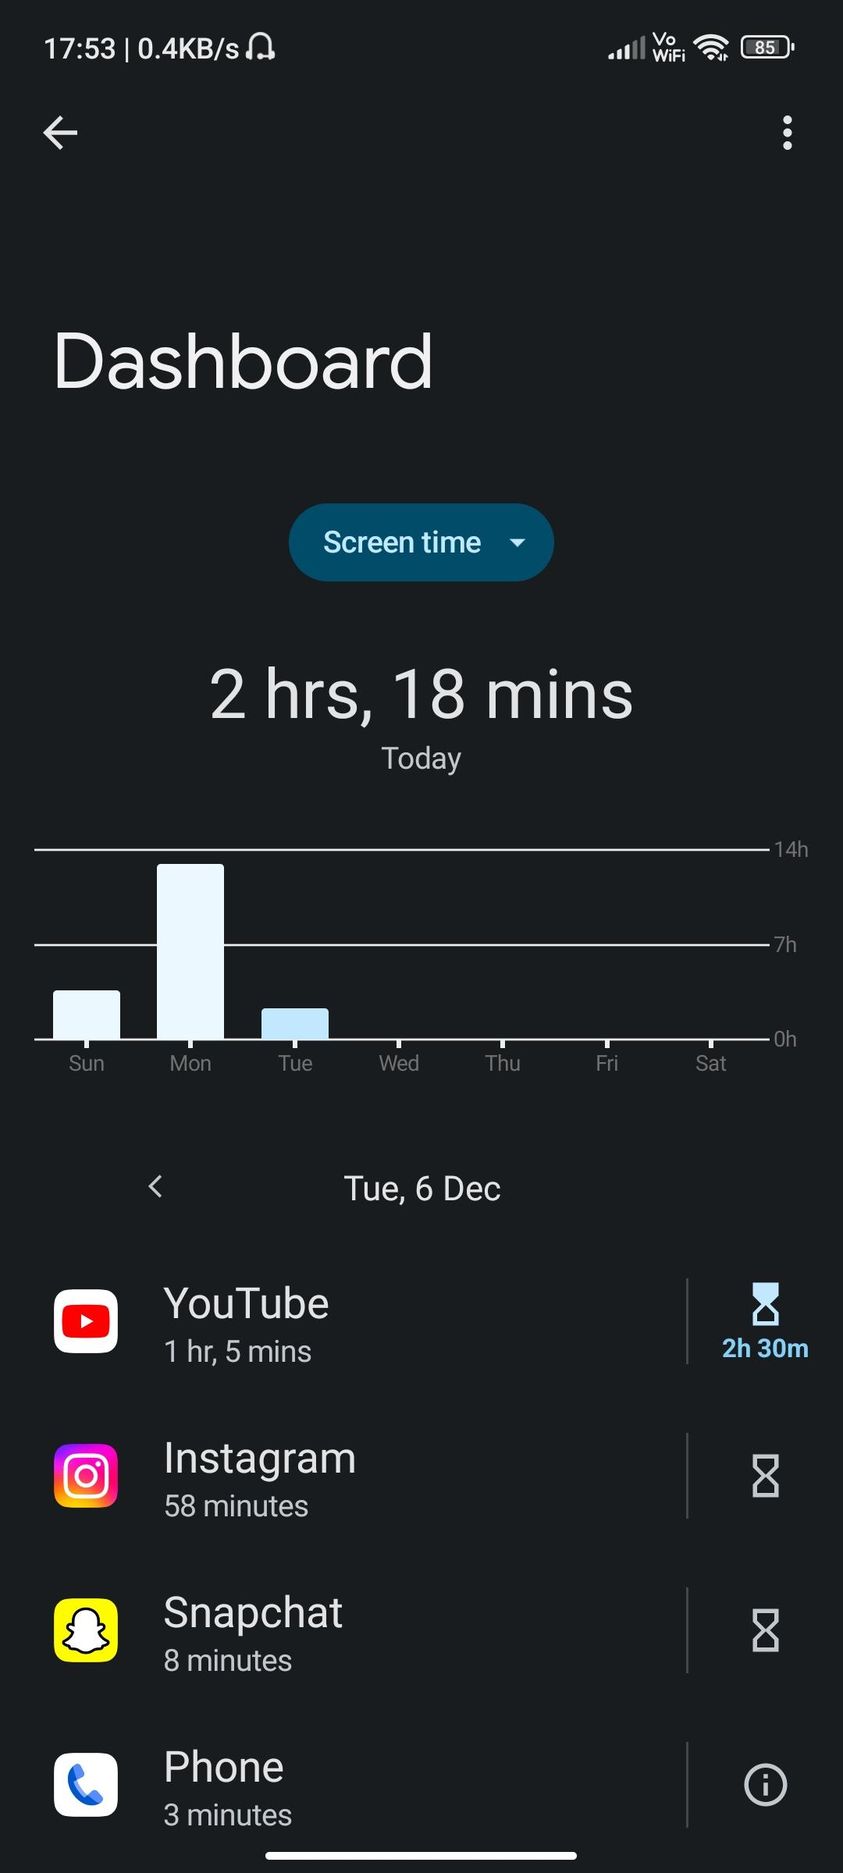 17:53 | 0.4KB/s
Vo
WiFi
85
Dashboard
Screen time
2 hrs, 18 mins
Today
14h
7h
0h
Sun Mon Tue Wed Thu Fri Sat
Tue, 6 Dec
YouTube
1 hr, 5 mins
2h 30m
Instagram
58 minutes
Snapchat
8 minutes
Phone
3 minutes